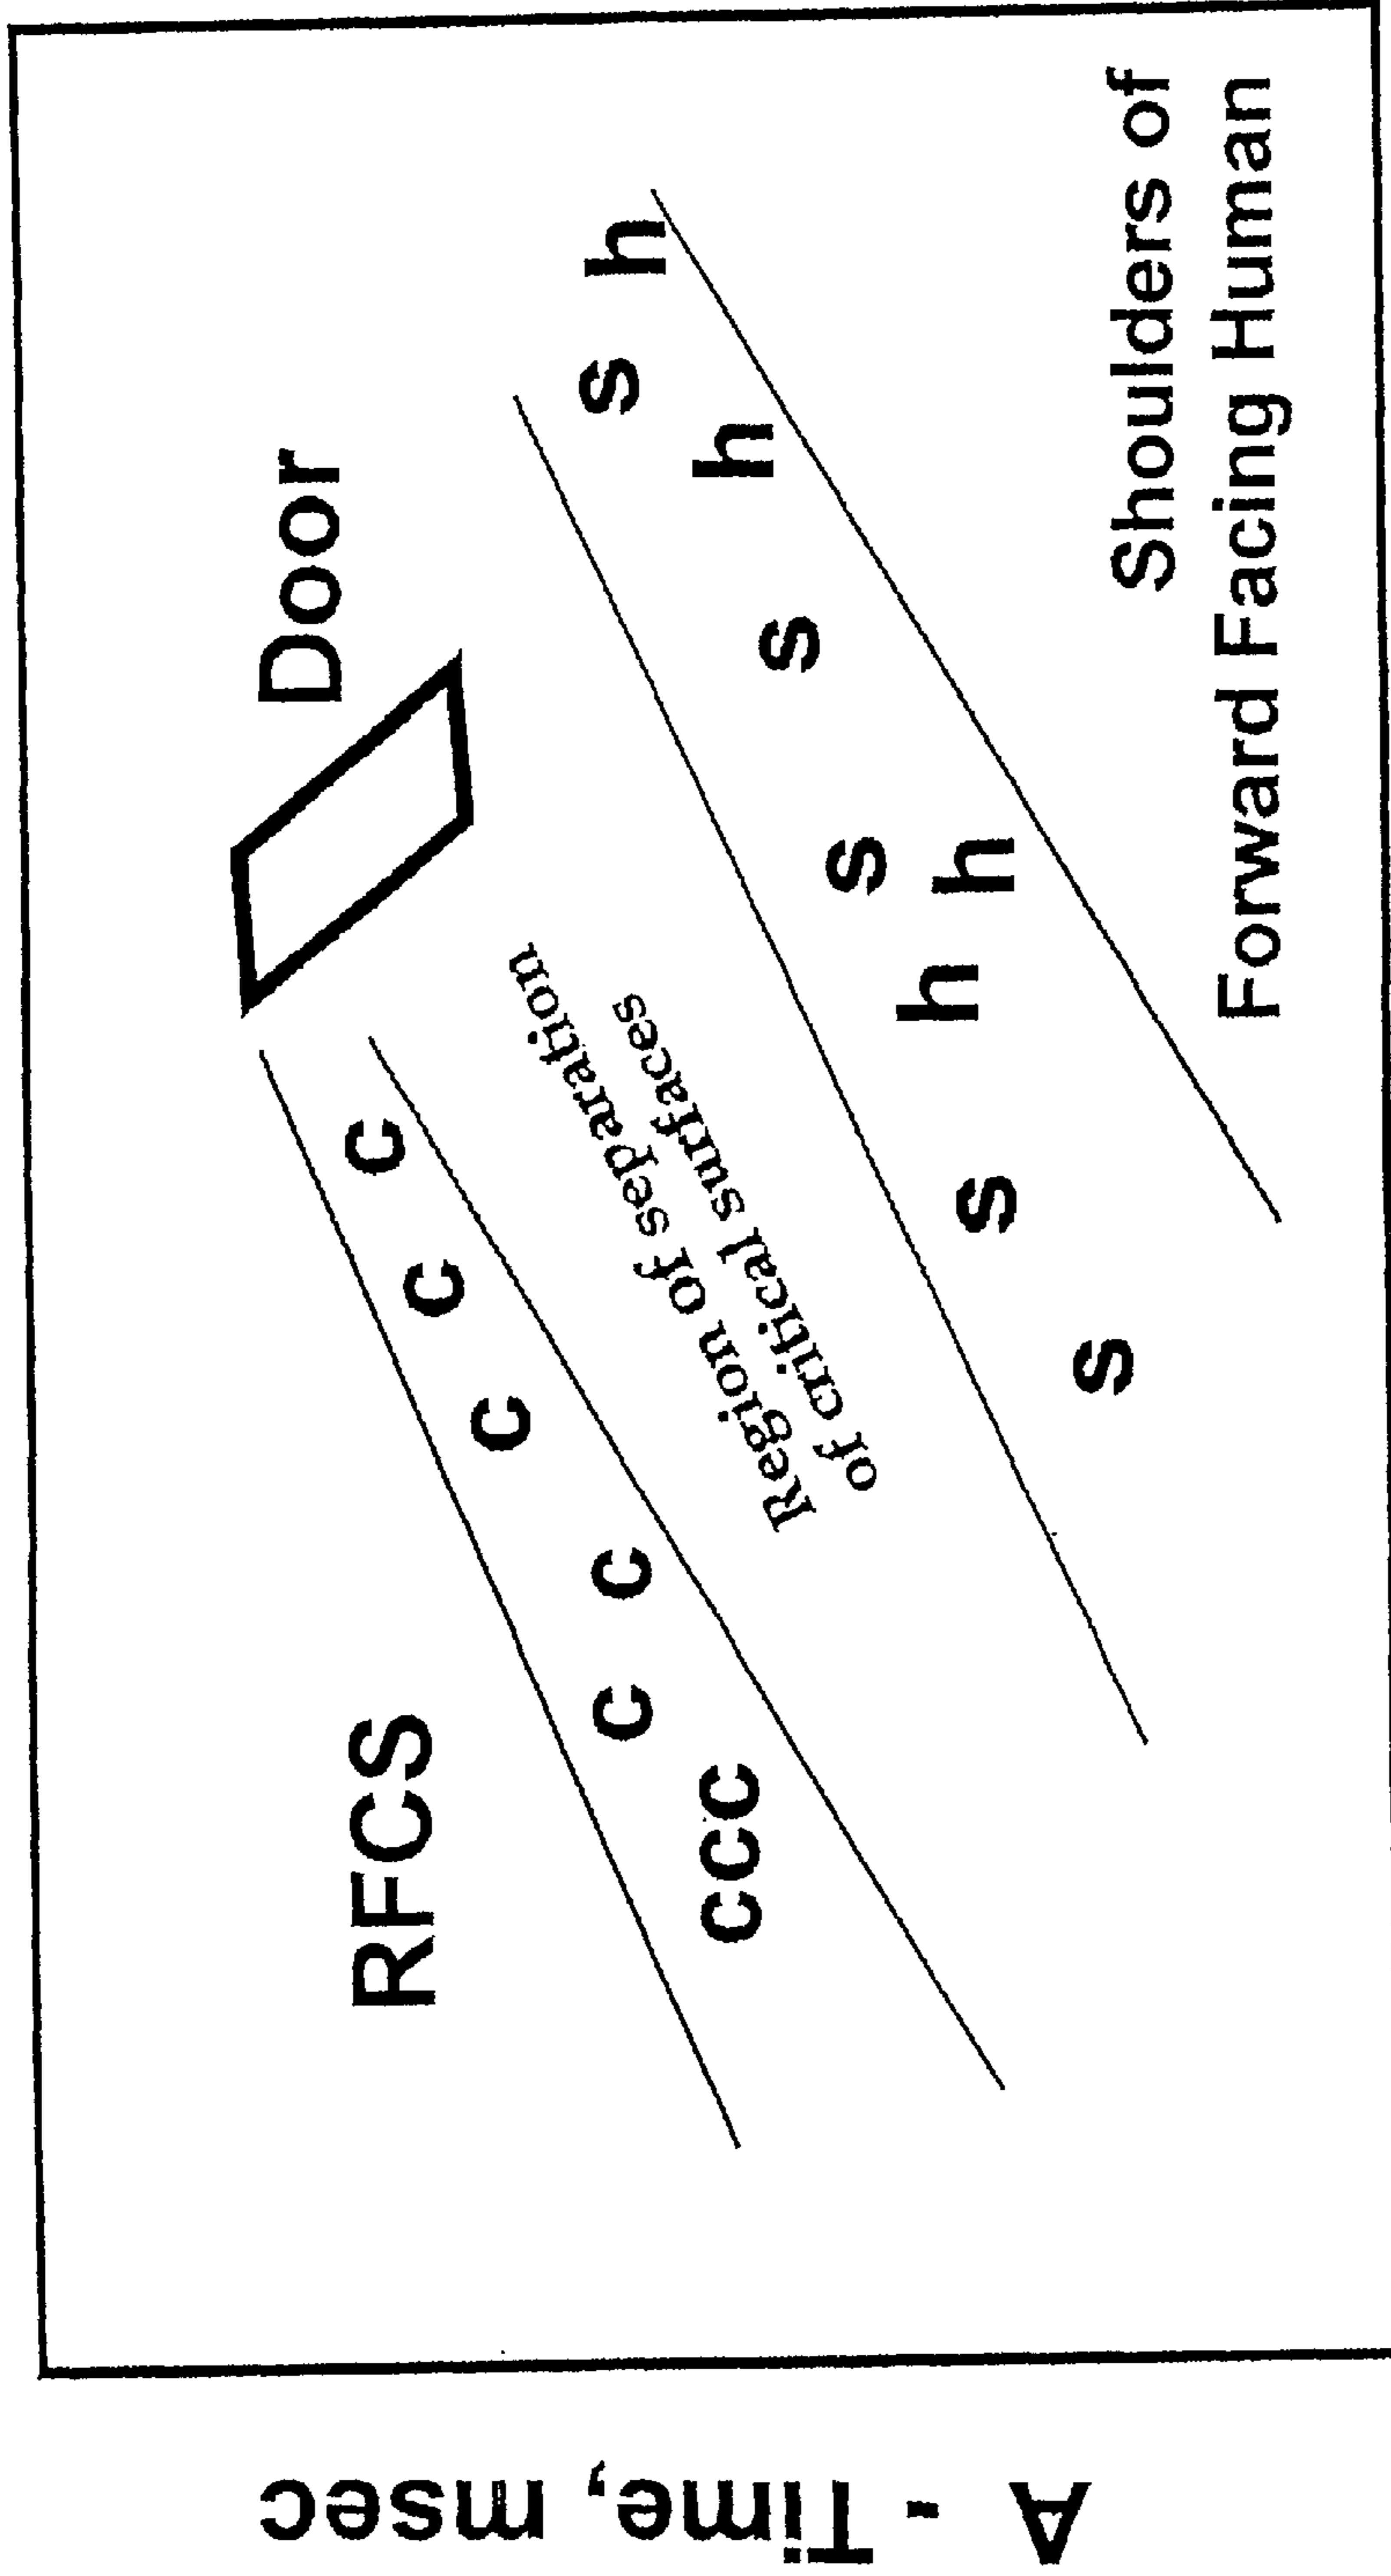 A - Time, msec
Door
RFCS
c
c
c
c c
ccc
Region of separation
of critical surfaces
s h
h
s
s
h h
s
s
Shoulders of
Forward Facing Human